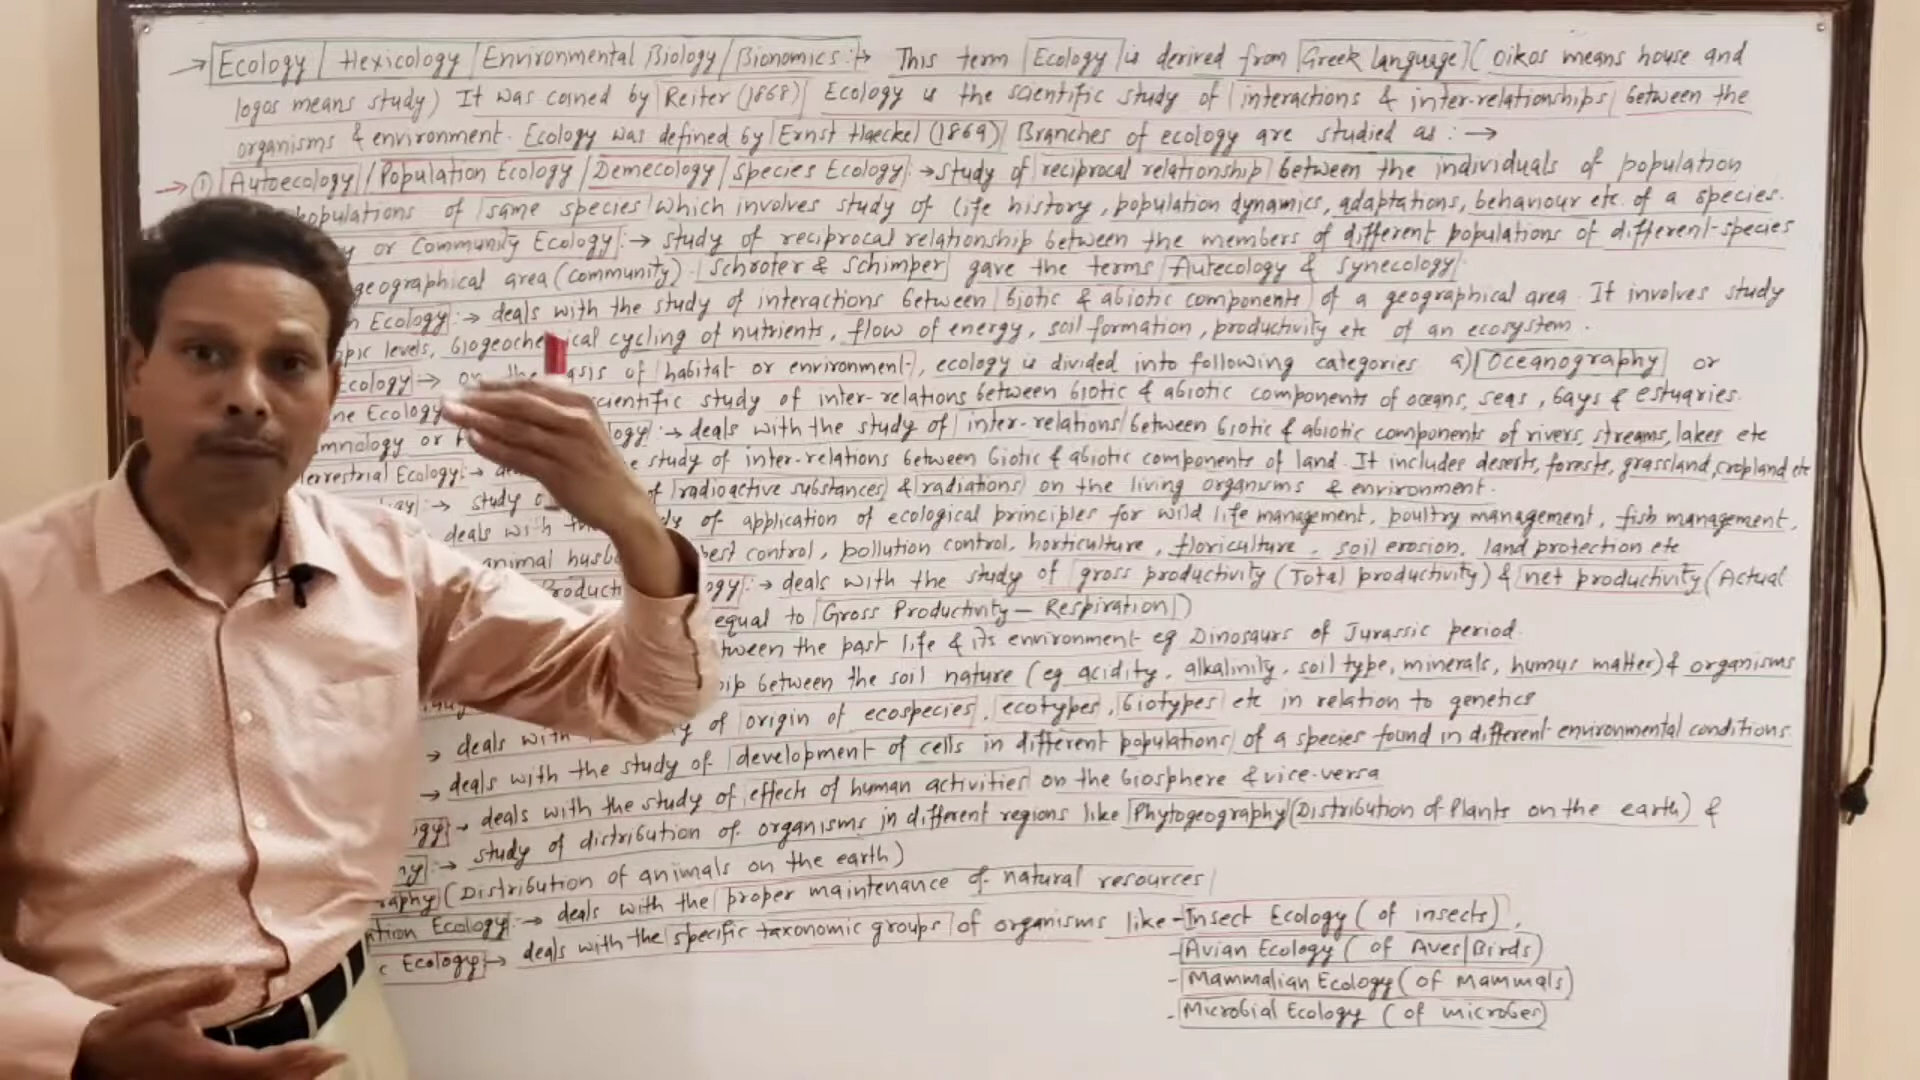 → Ecology / Hexicology / Environmental Biology / Bionomics :→ This term Ecology is derived from Greek language ( Oikos means house and
logos means study) It was coined by Reiter (1868) Ecology is the scientific study of interactions & inter-relationships between the
organisms & environment. Ecology was defined by Ernst Haeckel (1869) Branches of ecology are studied as : →
→ ① Autoecology / Population Ecology / Demecology / Species Ecology :→ study of reciprocal relationship between the individuals of population
populations of same species which involves study of life history, population dynamics, adaptations, behaviour etc. of a species.
or Community Ecology :→ study of reciprocal relationship between the members of different populations of different species
geographical area (community). Schroter & Schimper gave the terms Autecology & Synecology.
Ecology :→ deals with the study of interactions between biotic & abiotic components of a geographical area. It involves study
levels, biogeochemical cycling of nutrients, flow of energy, soil formation, productivity etc of an ecosystem.
Ecology → on the basis of habitat or environment, ecology is divided into following categories a) Oceanography or
Ecology scientific study of inter-relations between biotic & abiotic components of oceans, seas, bays & estuaries.
or :→ deals with the study of inter-relations between biotic & abiotic components of rivers, streams, lakes etc
Terrestrial Ecology :→ study of inter-relations between biotic & abiotic components of land. It includes deserts, forests, grassland, cropland etc
:→ study of radioactive substances & radiations on the living organisms & environment.
deals with of application of ecological principles for wild life management, poultry management, fish management,
animal pest control, pollution control, horticulture, floriculture, soil erosion, land protection etc
:→ deals with the study of gross productivity (Total productivity) & net productivity (Actual
equal to Gross Productivity – Respiration)
between the past life & its environment eg Dinosaurs of Jurassic period.
between the soil nature (eg acidity, alkalinity, soil type, minerals, humus matter) & organisms
→ deals with of origin of ecospecies, ecotypes, biotypes etc in relation to genetics
→ deals with the study of development of cells in different populations of a species found in different environmental conditions
→ deals with the study of effects of human activities on the biosphere & vice-versa
→ study of distribution of organisms in different regions like Phytogeography (Distribution of Plants on the earth) &
(Distribution of animals on the earth)
Ecology :→ deals with the proper maintenance of natural resources
Ecology → deals with the specific taxonomic groups of organisms like - Insect Ecology ( of insects),
- Avian Ecology ( of Aves/Birds)
- Mammalian Ecology ( of Mammals)
- Microbial Ecology ( of microbes)